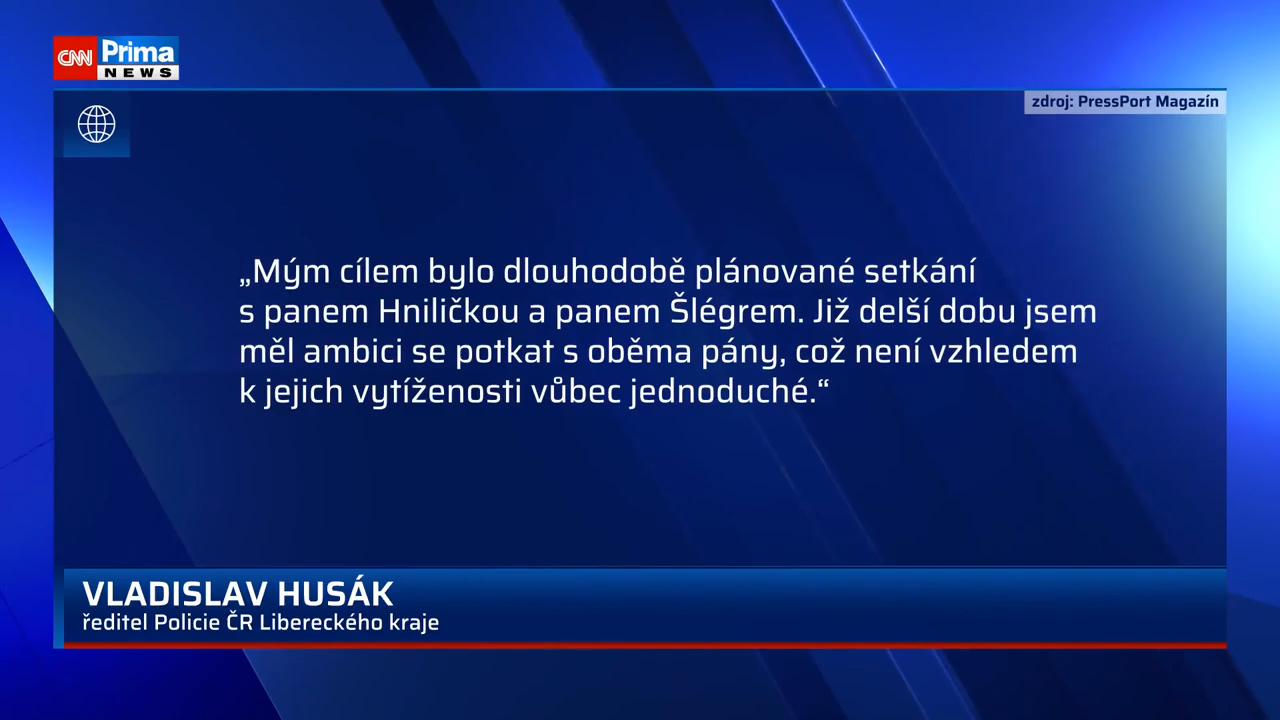 CNN Prima
NEWS
zdroj: PressPort Magazín
„Mým cílem bylo dlouhodobě plánované setkání
s panem Hniličkou a panem Šlégrem. Již delší dobu jsem
měl ambici se potkat s oběma pány, což není vzhledem
k jejich vytíženosti vůbec jednoduché.“
VLADISLAV HUSÁK
ředitel Policie ČR Libereckého kraje